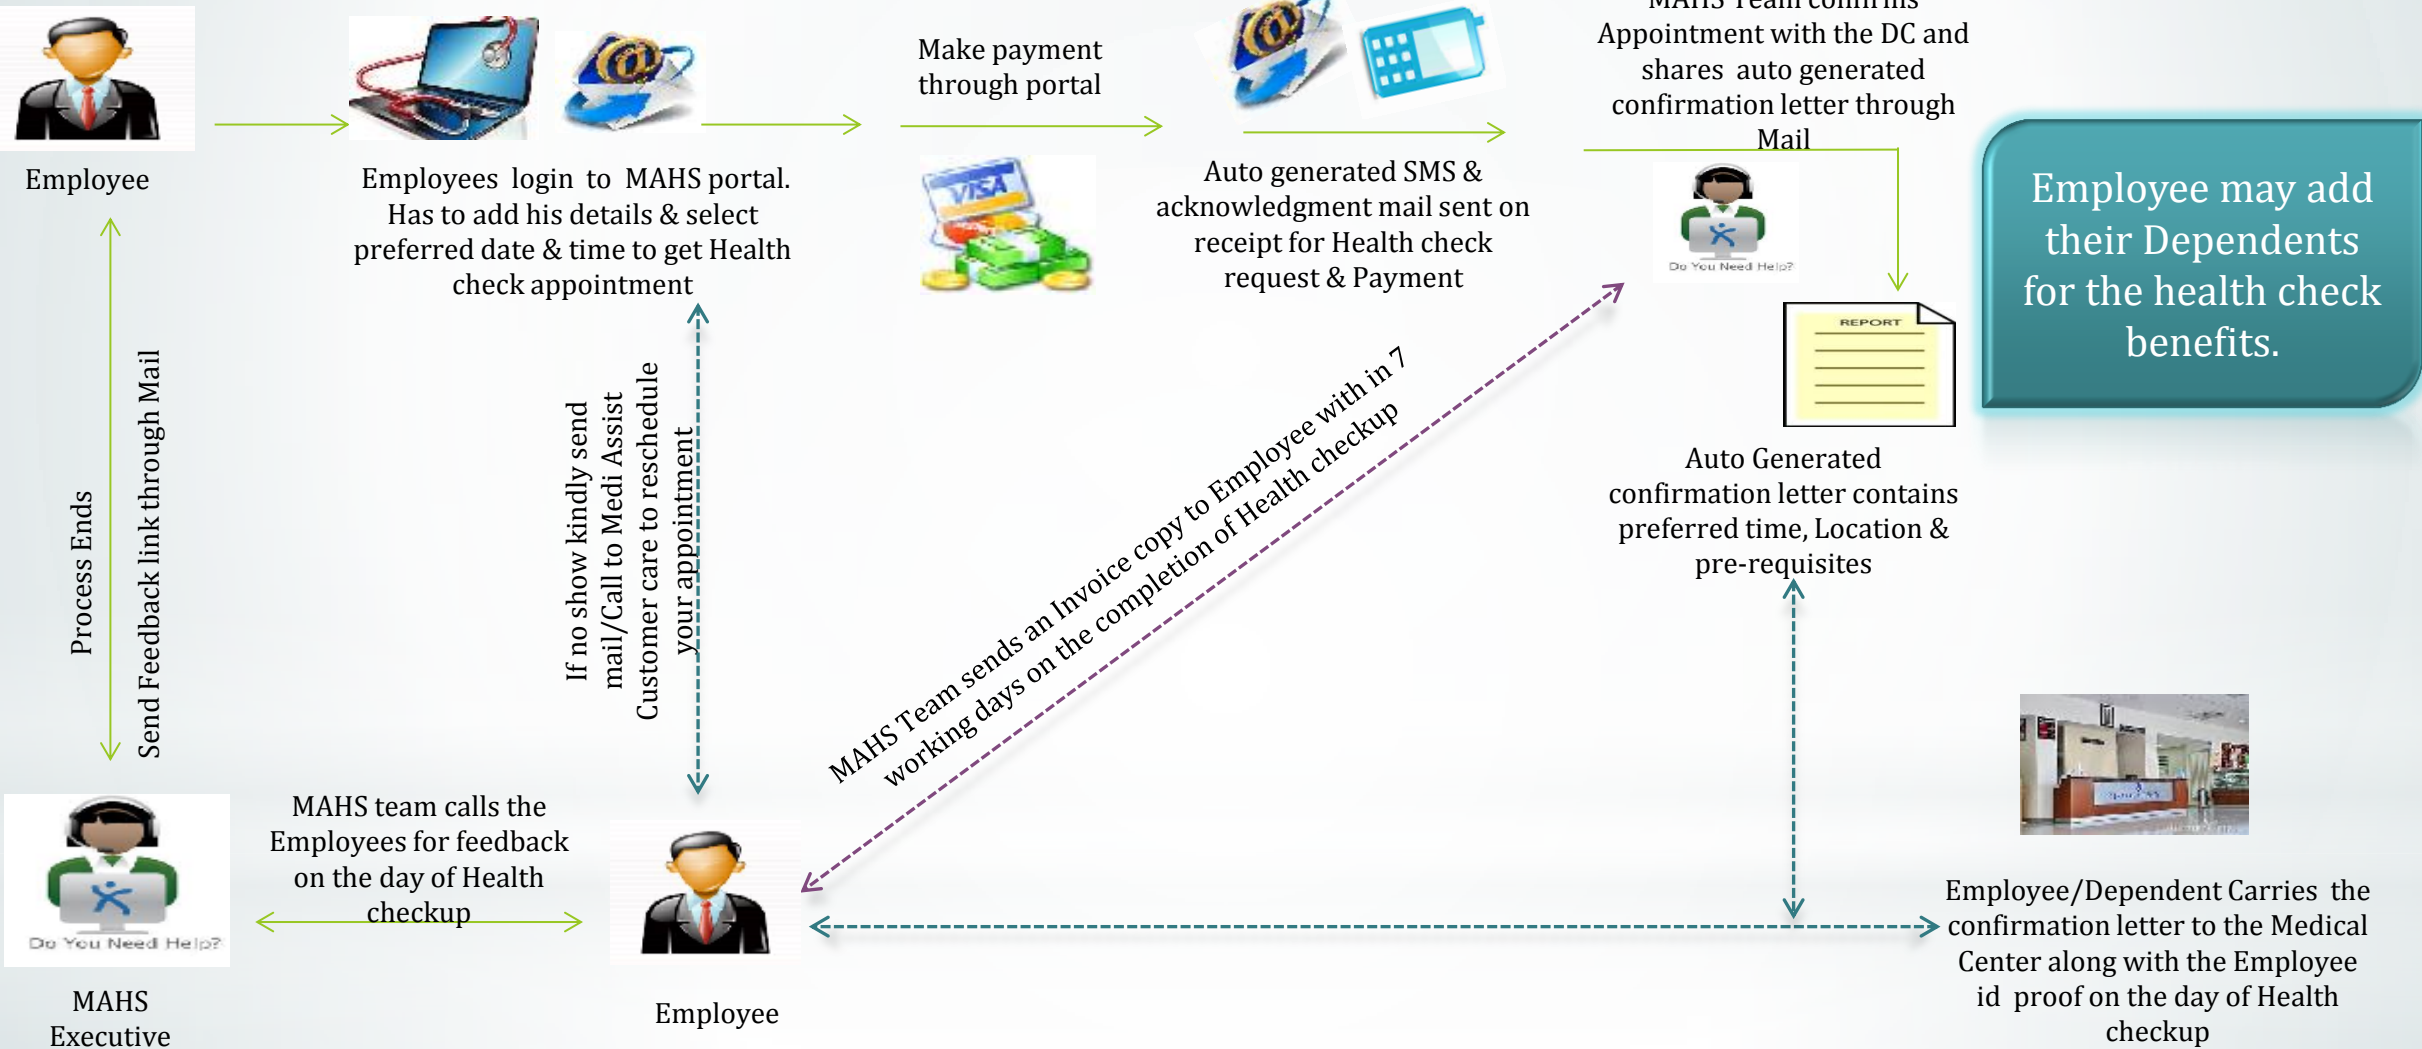 Employee
Employees login to MAHS portal.
Has to add his details & select
preferred date & time to get Health
check appointment
Make payment
through portal
VISA
Auto generated SMS &
acknowledgment mail sent on
receipt for Health check
request & Payment
MAHS Team confirms
Appointment with the DC and
shares auto generated
confirmation letter through
Mail
Do You Need Help?
REPORT
Auto Generated
confirmation letter contains
preferred time, Location &
pre-requisites
Employee may add
their Dependents
for the health check
benefits.
Process Ends
Send Feedback link through Mail
If no show kindly send
mail/Call to Medi Assist
Customer care to reschedule
your appointment
MAHS Team sends an Invoice copy to Employee with in 7
working days on the completion of Health checkup
Do You Need Help?
MAHS
Executive
MAHS team calls the
Employees for feedback
on the day of Health
checkup
Employee
Employee/Dependent Carries the
confirmation letter to the Medical
Center along with the Employee
id proof on the day of Health
checkup